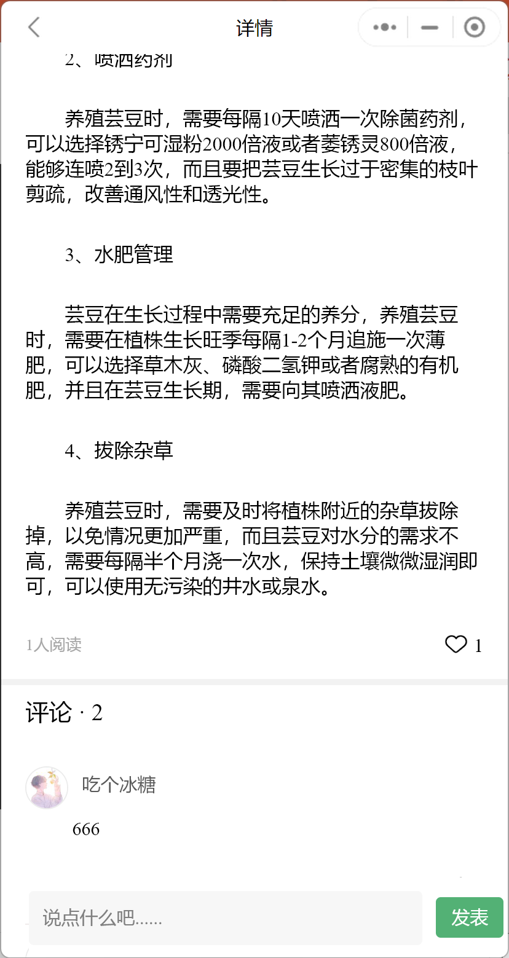 详情
2、喷洒药剂
养殖芸豆时，需要每隔10天喷洒一次除菌药剂，
可以选择锈宁可湿粉2000倍液或者萎锈灵800倍液，
能够连喷2到3次，而且要把芸豆生长过于密集的枝叶
剪疏，改善通风性和透光性。
3、水肥管理
芸豆在生长过程中需要充足的养分，养殖芸豆
时，需要在植株生长旺季每隔1-2个月追施一次薄
肥，可以选择草木灰、磷酸二氢钾或者腐熟的有机
肥，并且在芸豆生长期，需要向其喷洒液肥。
4、拔除杂草
养殖芸豆时，需要及时将植株附近的杂草拔除
掉，以免情况更加严重，而且芸豆对水分的需求不
高，需要每隔半个月浇一次水，保持土壤微微湿润即
可，可以使用无污染的井水或泉水。
1人阅读
1
评论 · 2
吃个冰糖
666
说点什么吧......
发表